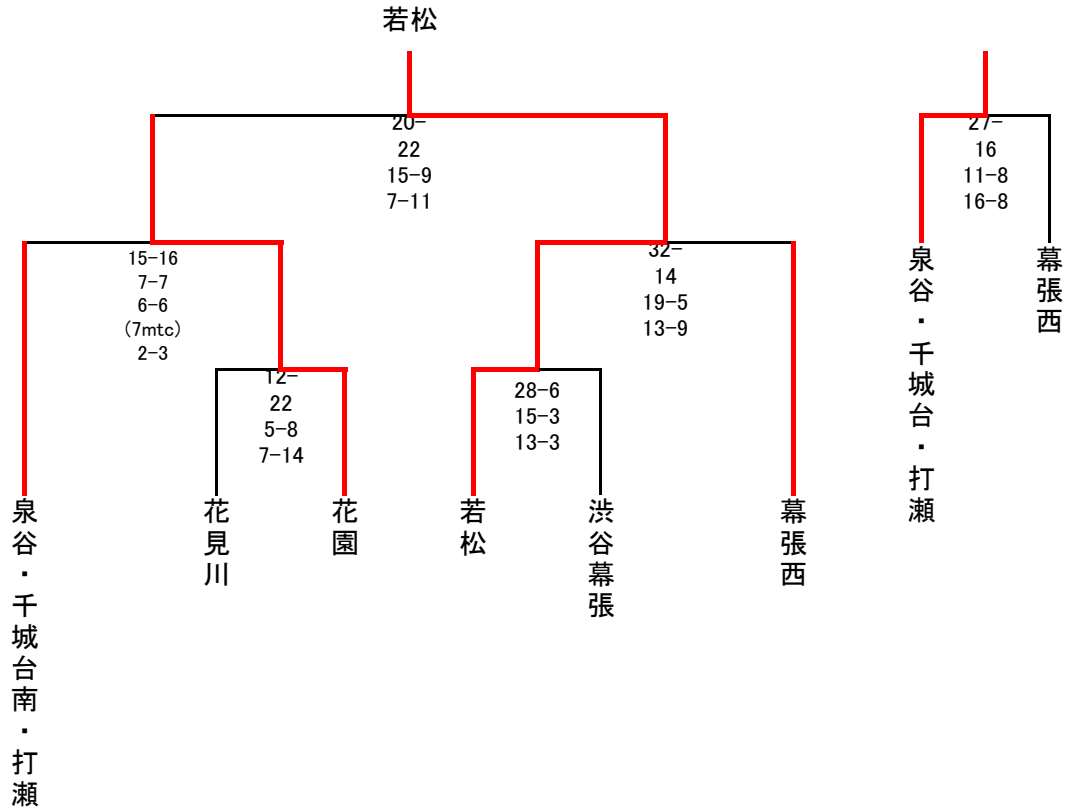 若松
20-
22
15-9
7-11
27-
16
11-8
16-8
15-16
7-7
6-6
(7mtc)
2-3
32-
14
19-5
13-9
12-
22
5-8
7-14
28-6
15-3
13-3
泉谷・千城台・打瀬
幕張西
泉谷・千城台南・打瀬
花見川
花園
若松
渋谷幕張
幕張西